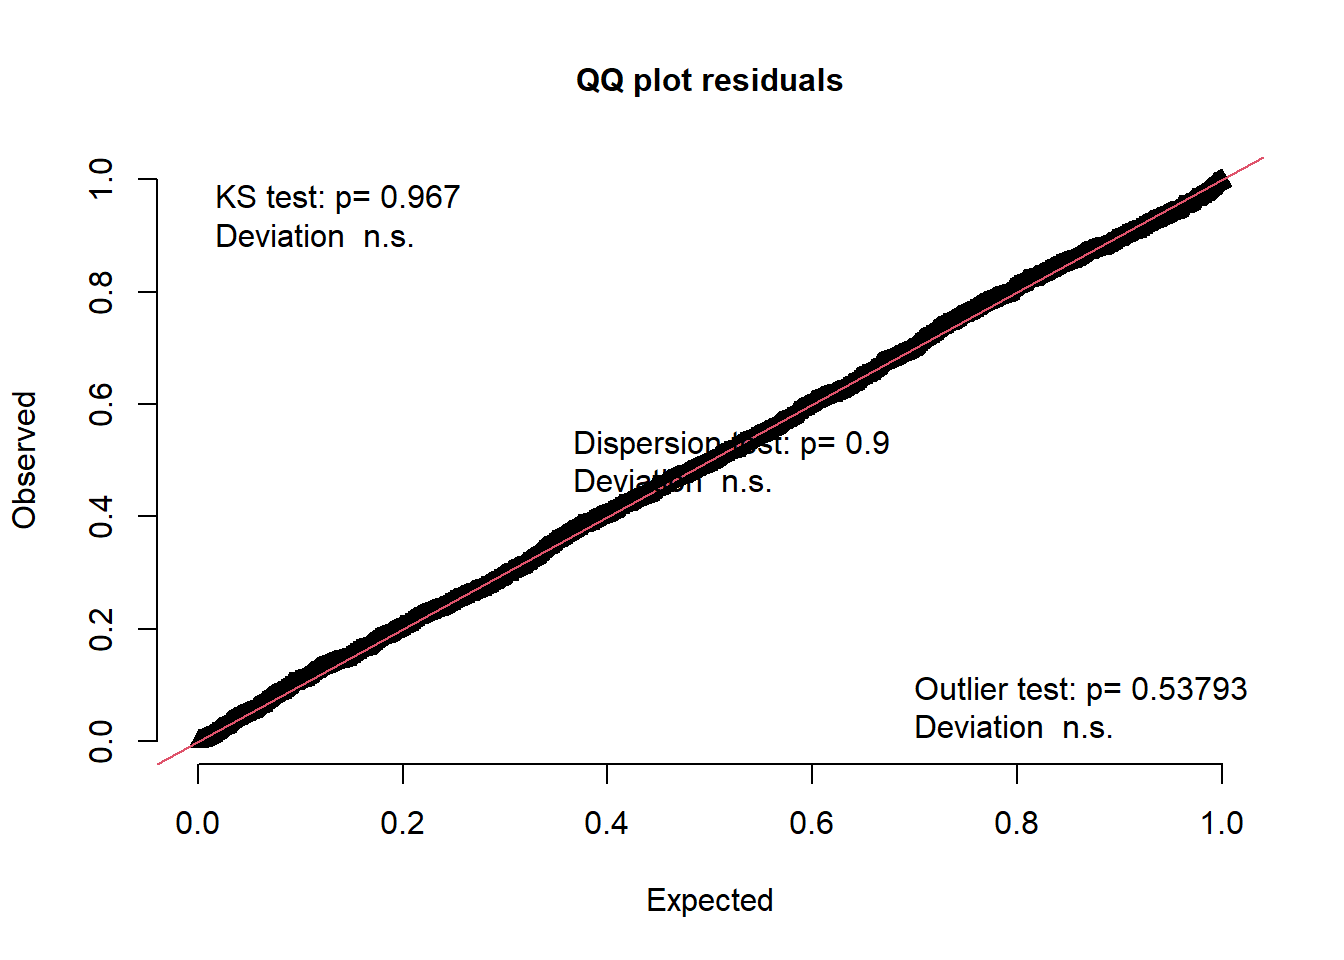 QQ plot residuals
KS test: p= 0.967
Deviation  n.s.
Dispersion test: p= 0.9
Deviation  n.s.
Outlier test: p= 0.53793
Deviation  n.s.
Observed
0.0
0.2
0.4
0.6
0.8
1.0
0.0
0.2
0.4
0.6
0.8
1.0
Expected